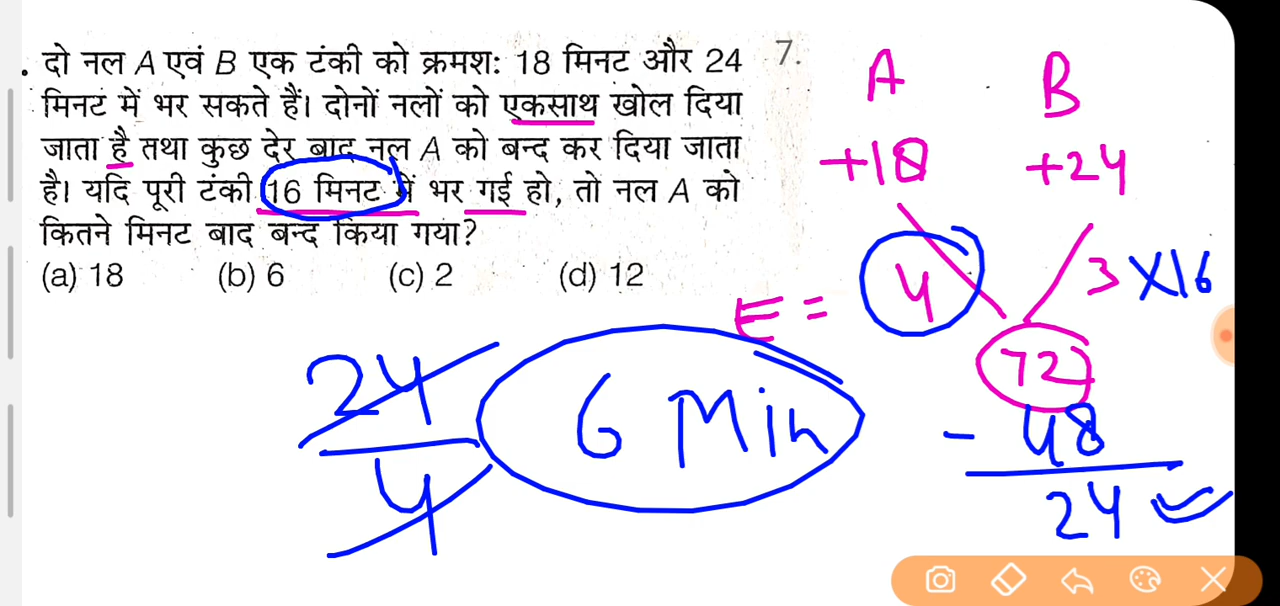 . दो नल A एवं B एक टंकी को क्रमश: 18 मिनट और 24
मिनट में भर सकते हैं। दोनों नलों को एकसाथ खोल दिया
जाता है तथा कुछ देर बाद नल A को बन्द कर दिया जाता
है। यदि पूरी टंकी 16 मिनट में भर गई हो, तो नल A को
कितने मिनट बाद बन्द किया गया?
(a) 18 (b) 6 (c) 2 (d) 12
7.
A B
+18 +24
E = 4 3 X16
72
- 48
24
24
4
6 Min